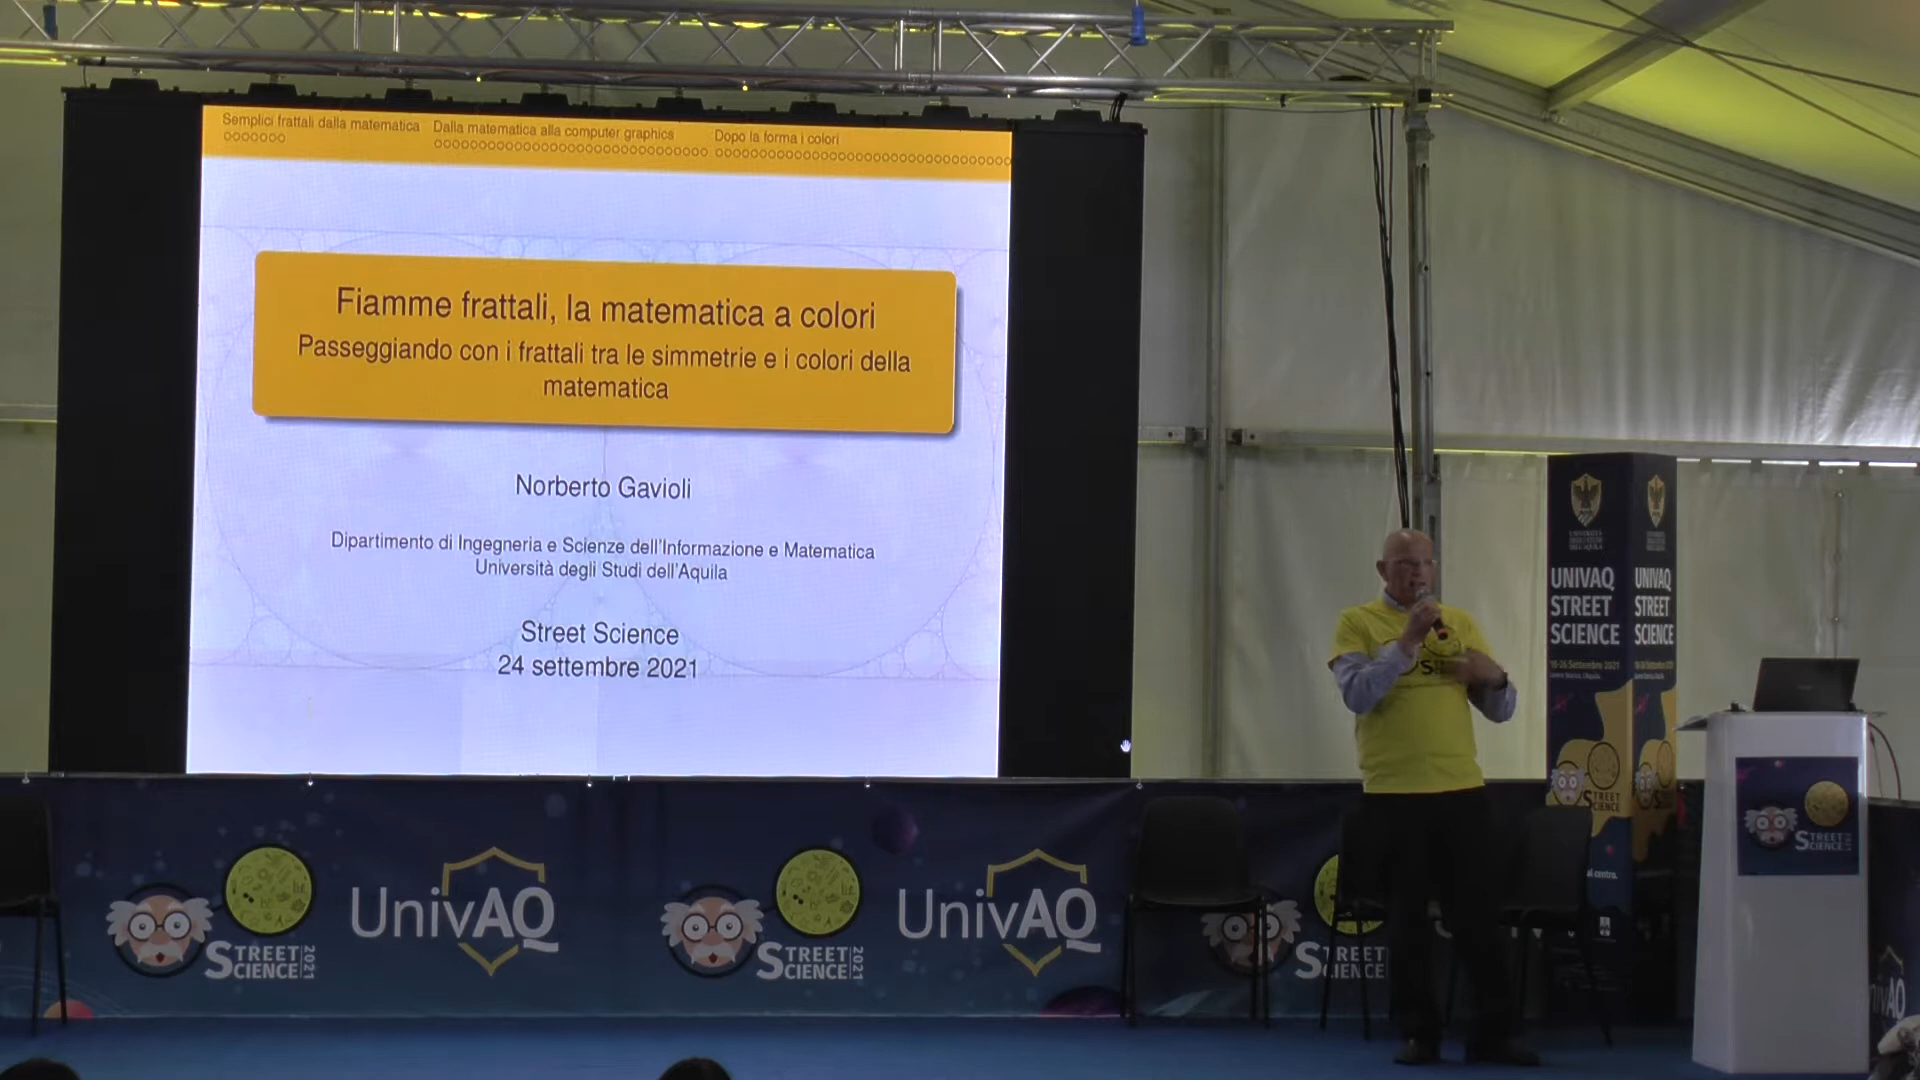 Semplici frattali dalla matematica
Dalla matematica alla computer graphics
Dopo la forma i colori
Fiamme frattali, la matematica a colori
Passeggiando con i frattali tra le simmetrie e i colori della
matematica
Norberto Gavioli
Dipartimento di Ingegneria e Scienze dell'Informazione e Matematica
Università degli Studi dell'Aquila
Street Science
24 settembre 2021
UNIVAQ
STREET
SCIENCE
UNIVAQ
STREET
SCIENCE
STREET
SCIENCE
STREET
SCIENCE
STREET
SCIENCE
2021
UnivAQ
STREET
SCIENCE
2021
UnivAQ
STREET
SCIENCE